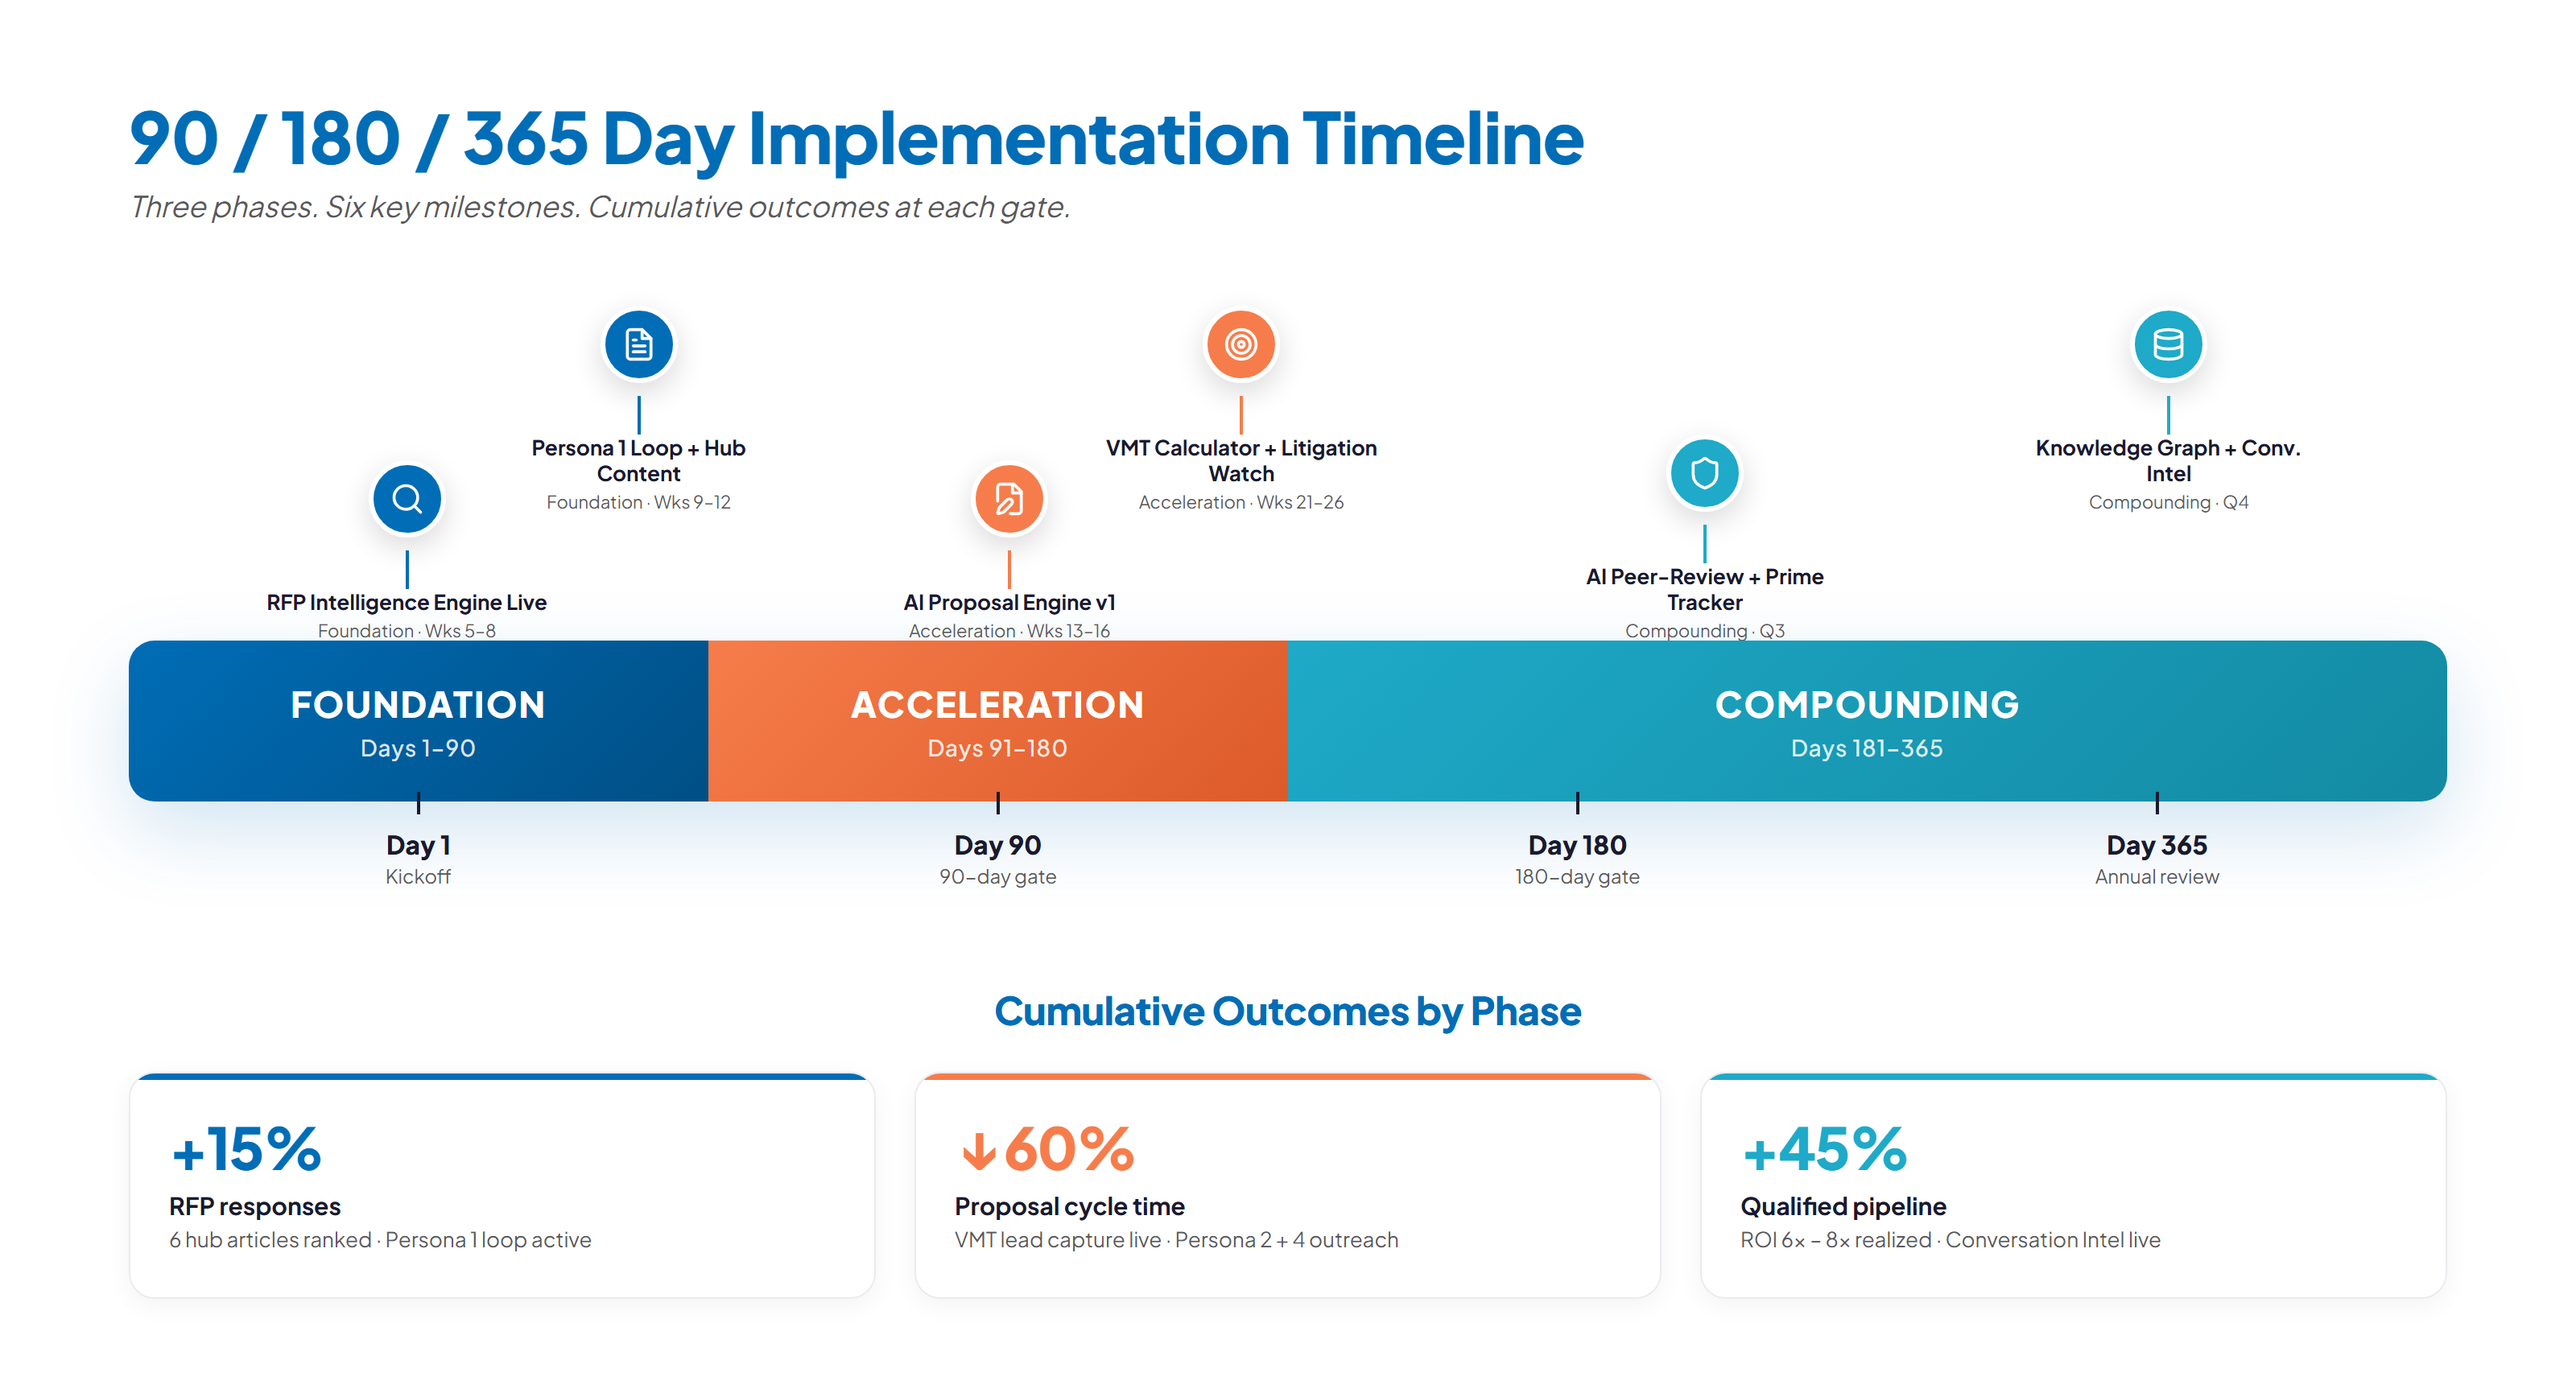 90 / 180 / 365 Day Implementation Timeline
Three phases. Six key milestones. Cumulative outcomes at each gate.
Persona 1 Loop + Hub
Content
Foundation · Wks 9–12
VMT Calculator + Litigation
Watch
Acceleration · Wks 21–26
Knowledge Graph + Conv.
Intel
Compounding · Q4
RFP Intelligence Engine Live
Foundation · Wks 5–8
AI Proposal Engine v1
Acceleration · Wks 13–16
AI Peer-Review + Prime
Tracker
Compounding · Q3
FOUNDATION
Days 1–90
ACCELERATION
Days 91–180
COMPOUNDING
Days 181–365
Day 1
Kickoff
Day 90
90-day gate
Day 180
180-day gate
Day 365
Annual review
Cumulative Outcomes by Phase
+15%
RFP responses
6 hub articles ranked · Persona 1 loop active
↓60%
Proposal cycle time
VMT lead capture live · Persona 2 + 4 outreach
+45%
Qualified pipeline
ROI 6× – 8× realized · Conversation Intel live